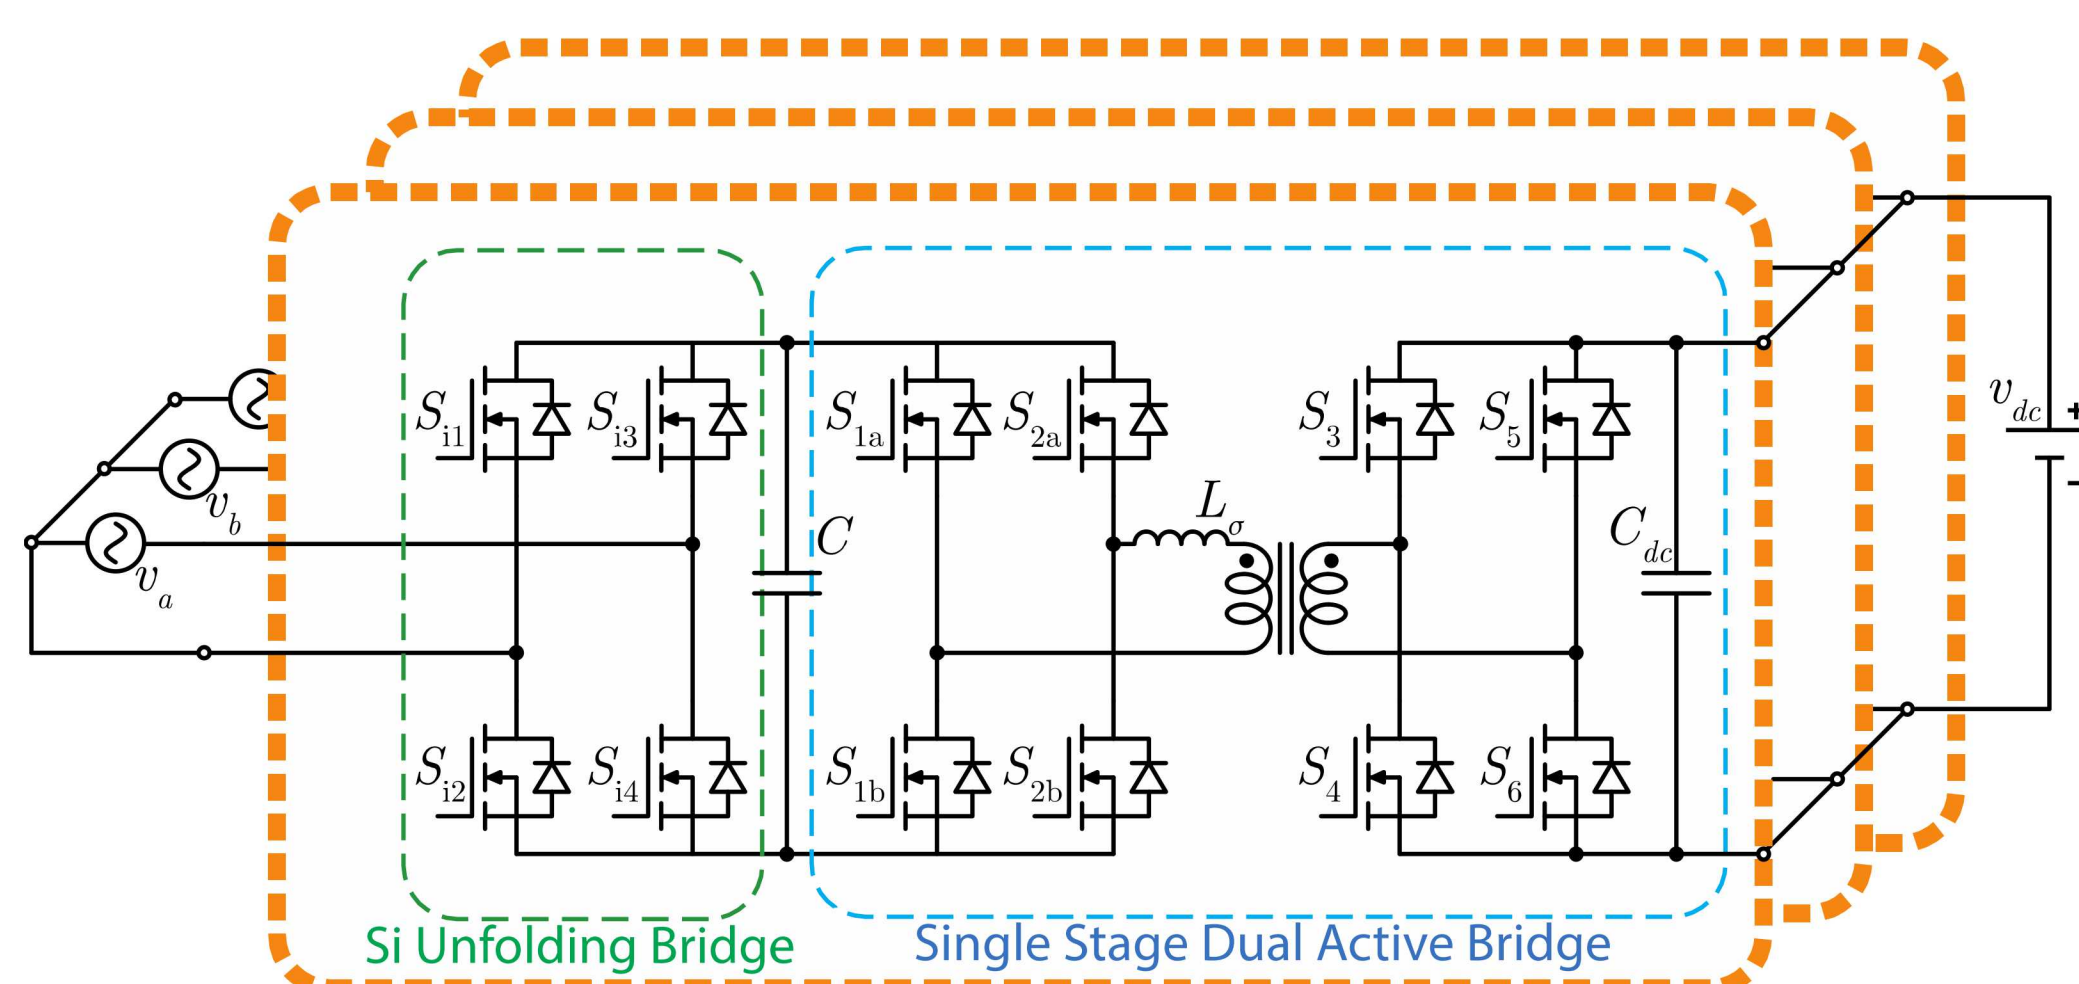 S_i1 S_i3 S_1a S_2a S_3 S_5 v_dc +
v_b L_σ C C_dc
v_a −
S_i2 S_i4 S_1b S_2b S_4 S_6
Si Unfolding Bridge Single Stage Dual Active Bridge